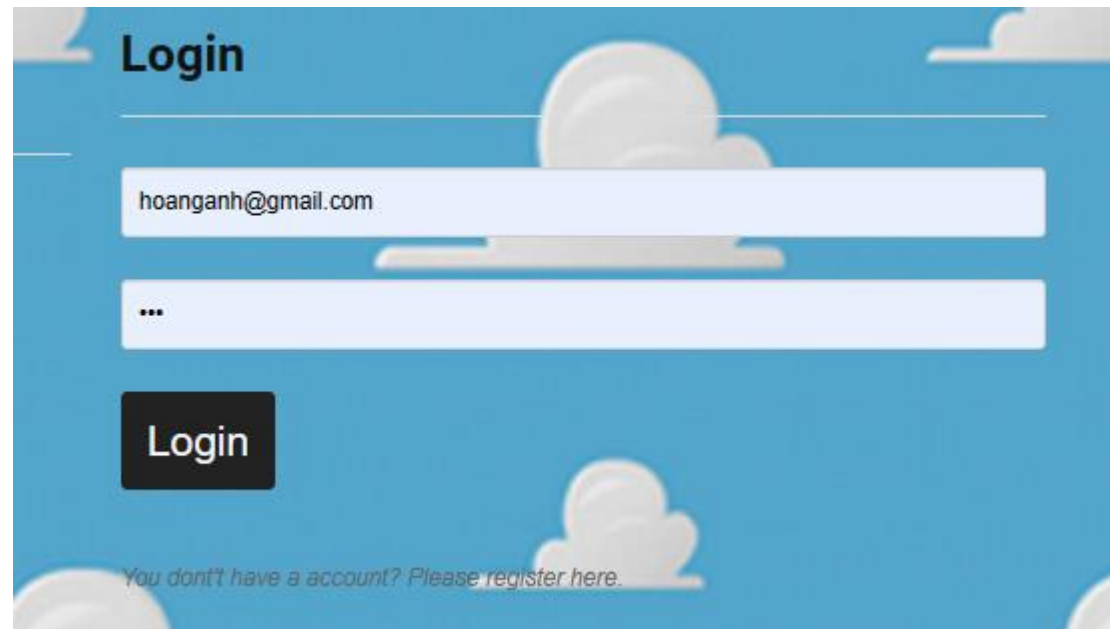 Login
hoanganh@gmail.com
•••
Login
You dont't have a account? Please register here.